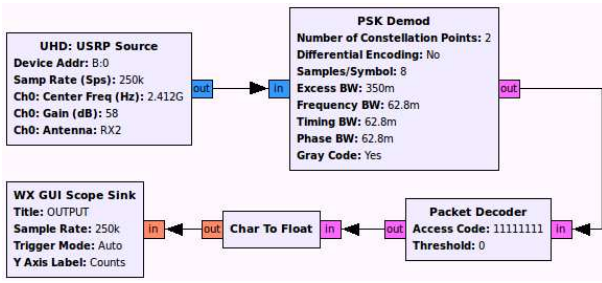 UHD: USRP Source
Device Addr: B:0
Samp Rate (Sps): 250k
Ch0: Center Freq (Hz): 2.412G
Ch0: Gain (dB): 58
Ch0: Antenna: RX2
out
in
PSK Demod
Number of Constellation Points: 2
Differential Encoding: No
Samples/Symbol: 8
Excess BW: 350m
Frequency BW: 62.8m
Timing BW: 62.8m
Phase BW: 62.8m
Gray Code: Yes
out
WX GUI Scope Sink
Title: OUTPUT
Sample Rate: 250k
Trigger Mode: Auto
Y Axis Label: Counts
in
out
Char To Float
in
out
Packet Decoder
Access Code: 11111111
Threshold: 0
in